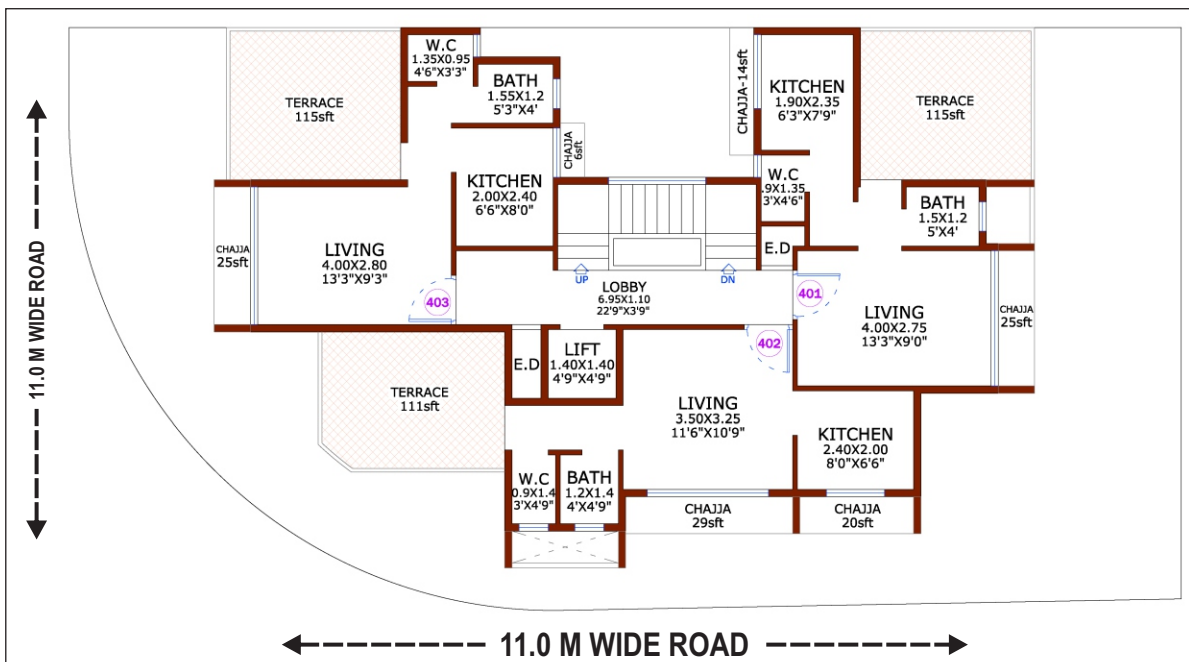 W.C
1.35X0.95
4'6"X3'3"
BATH
1.55X1.2
5'3"X4'
TERRACE
115sft
CHAJJA
6sft
KITCHEN
2.00X2.40
6'6"X8'0"
CHAJJA
25sft
LIVING
4.00X2.80
13'3"X9'3"
403
CHAJJA-14sft
KITCHEN
1.90X2.35
6'3"X7'9"
TERRACE
115sft
W.C
.9X1.35
3'X4'6"
BATH
1.5X1.2
5'X4'
E.D
UP
DN
LOBBY
6.95X1.10
22'9"X3'9"
401
LIVING
4.00X2.75
13'3"X9'0"
CHAJJA
25sft
402
E.D
LIFT
1.40X1.40
4'9"X4'9"
TERRACE
111sft
LIVING
3.50X3.25
11'6"X10'9"
KITCHEN
2.40X2.00
8'0"X6'6"
W.C
0.9X1.4
3'X4'9"
BATH
1.2X1.4
4'X4'9"
CHAJJA
29sft
CHAJJA
20sft
11.0 M WIDE ROAD
11.0 M WIDE ROAD